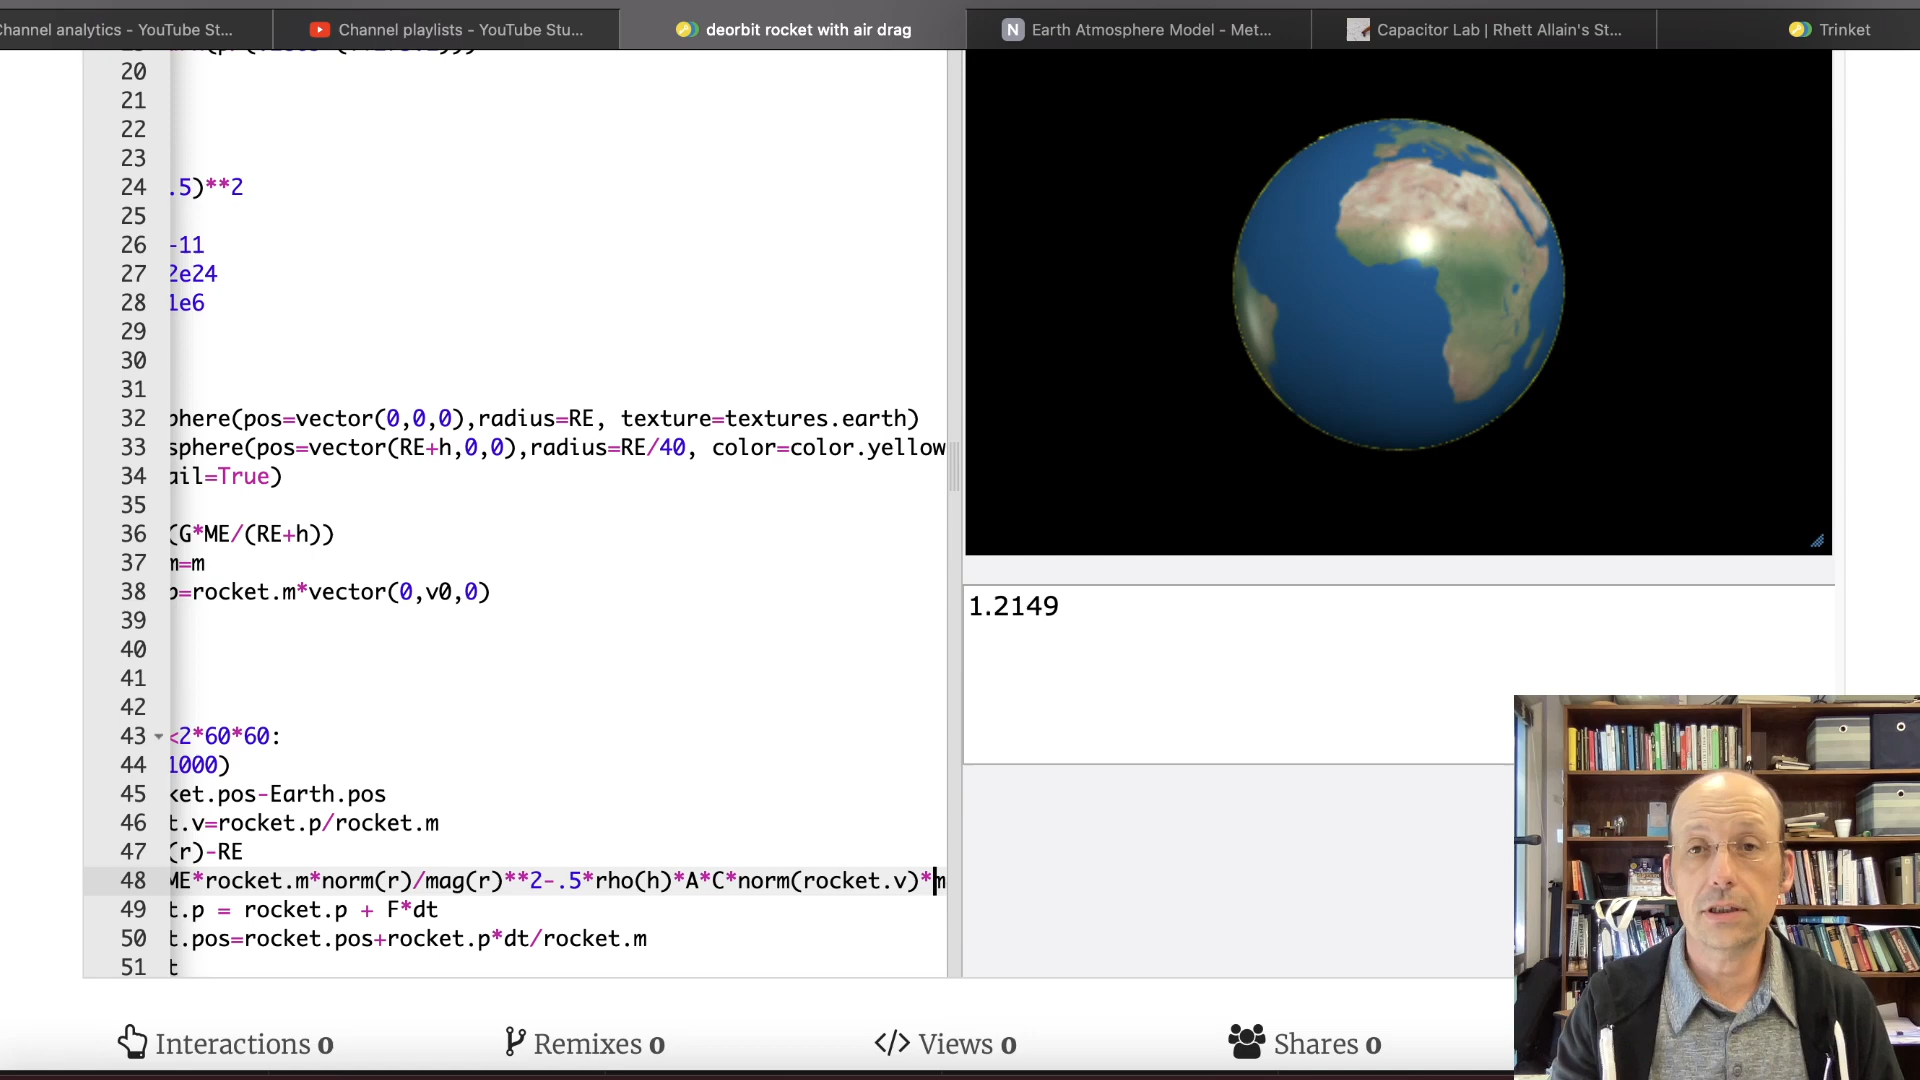 Channel analytics - YouTube St...
Channel playlists - YouTube Stu...
deorbit rocket with air drag
N Earth Atmosphere Model - Met...
Capacitor Lab | Rhett Allain's St...
Trinket
20
21
22
23
24 .5)**2
25
26 -11
27 2e24
28 1e6
29
30
31
32 phere(pos=vector(0,0,0),radius=RE, texture=textures.earth)
33 sphere(pos=vector(RE+h,0,0),radius=RE/40, color=color.yellow
34 ail=True)
35
36 (G*ME/(RE+h))
37 m=m
38 p=rocket.m*vector(0,v0,0)
39
40
41
42
43 <2*60*60:
44 1000)
45 ket.pos-Earth.pos
46 t.v=rocket.p/rocket.m
47 (r)-RE
48 ME*rocket.m*norm(r)/mag(r)**2-.5*rho(h)*A*C*norm(rocket.v)*m
49 t.p = rocket.p + F*dt
50 t.pos=rocket.pos+rocket.p*dt/rocket.m
51 t
1.2149
Interactions 0
Remixes 0
</> Views 0
Shares 0